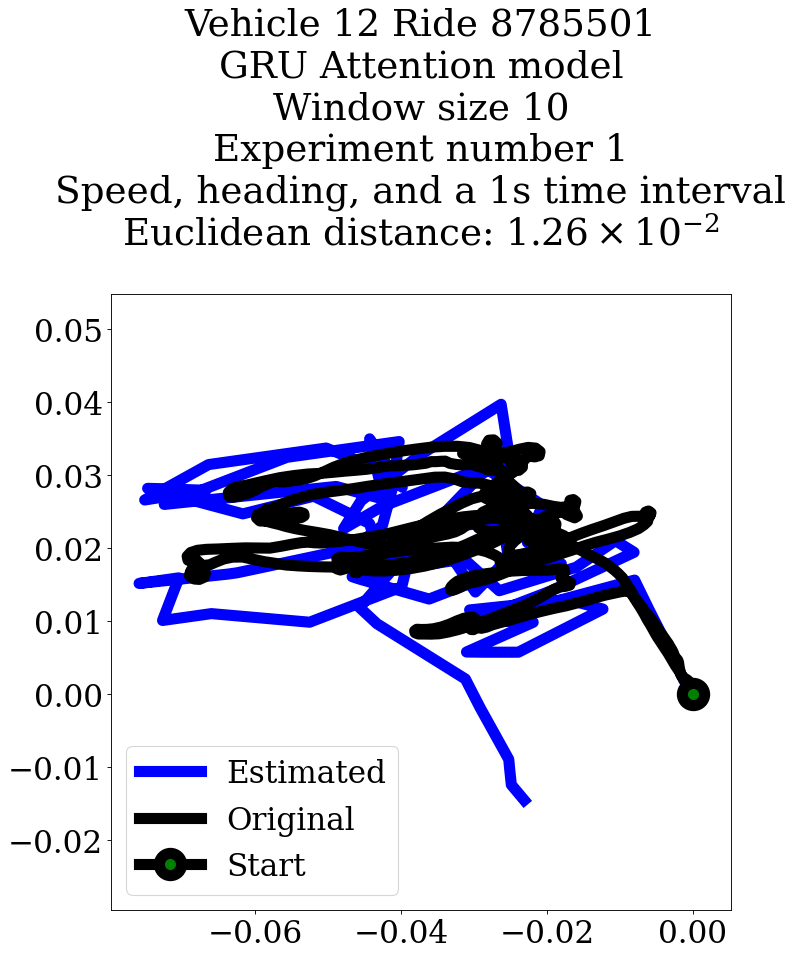 Vehicle 12 Ride 8785501
GRU Attention model
Window size 10
Experiment number 1
Speed, heading, and a 1s time interval
Euclidean distance: 1.26 × 10⁻²
0.05
0.04
0.03
0.02
0.01
0.00
−0.01
−0.02
Estimated
Original
Start
−0.06
−0.04
−0.02
0.00